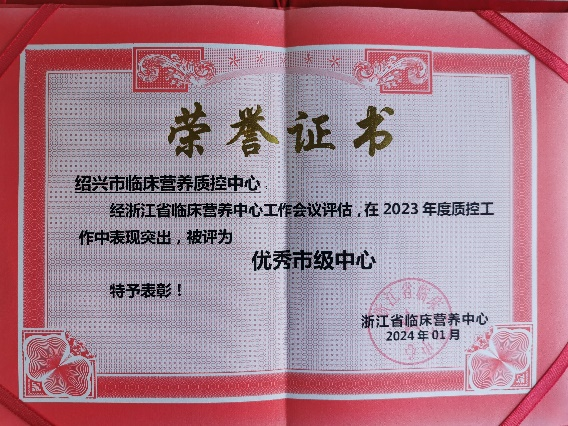 荣誉证书
绍兴市临床营养质控中心：
经浙江省临床营养中心工作会议评估，在 2023 年度质控工
作中表现突出，被评为
优秀市级中心
特予表彰！
浙江省临床营养中心
2024 年 01 月